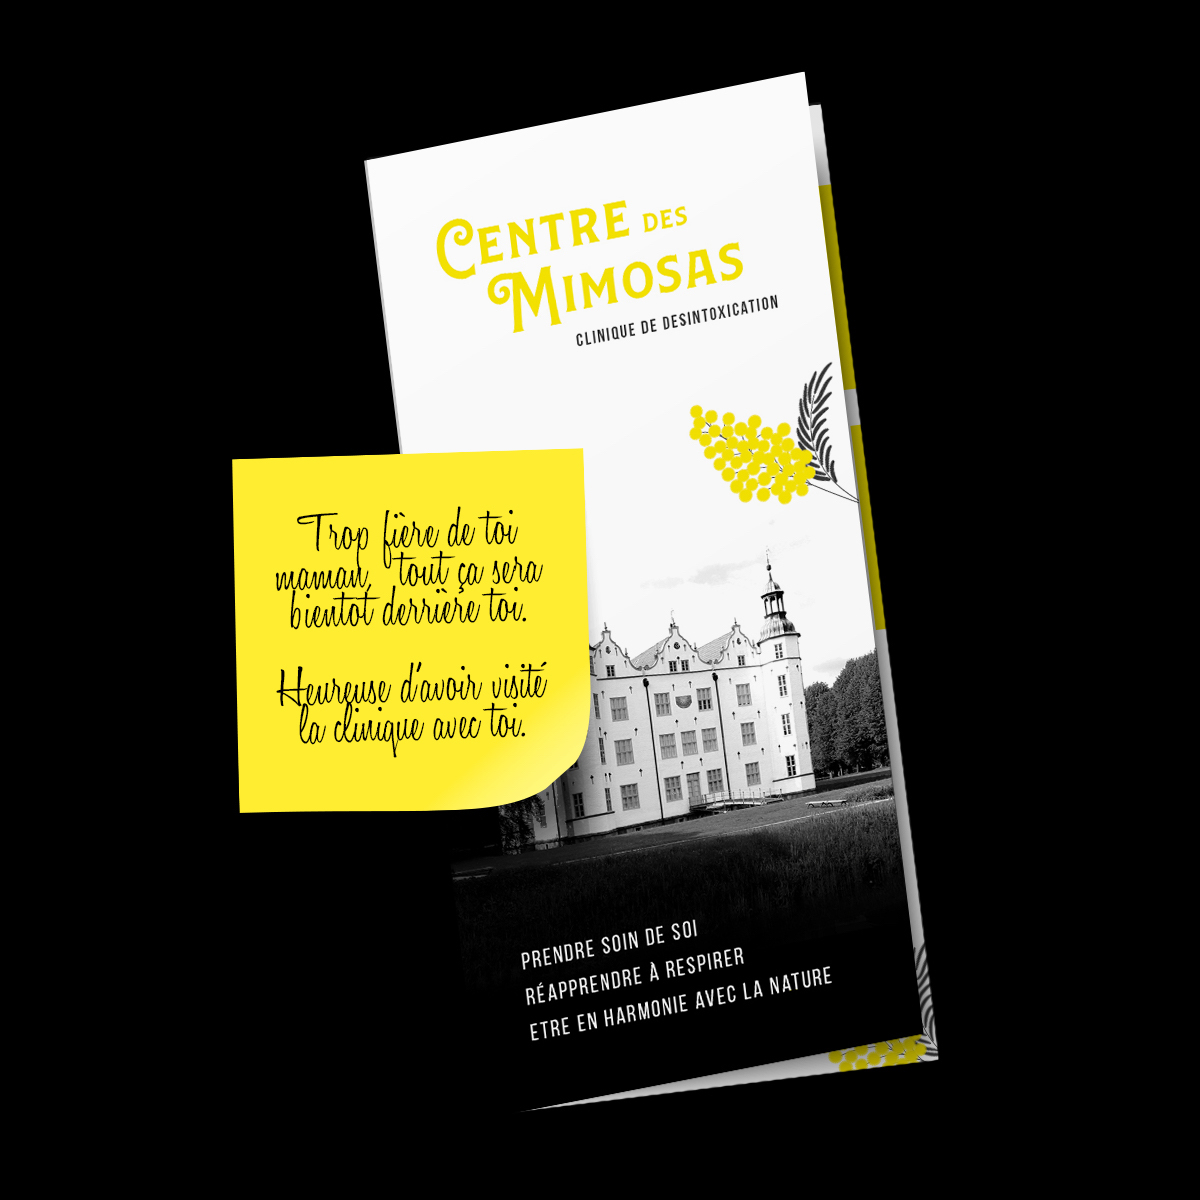 CENTRE DES
MIMOSAS
CLINIQUE DE DESINTOXICATION
Trop fière de toi
maman, tout ça sera
bientot derrière toi.
Heureuse d'avoir visité
la clinique avec toi.
PRENDRE SOIN DE SOI
RÉAPPRENDRE À RESPIRER
ETRE EN HARMONIE AVEC LA NATURE